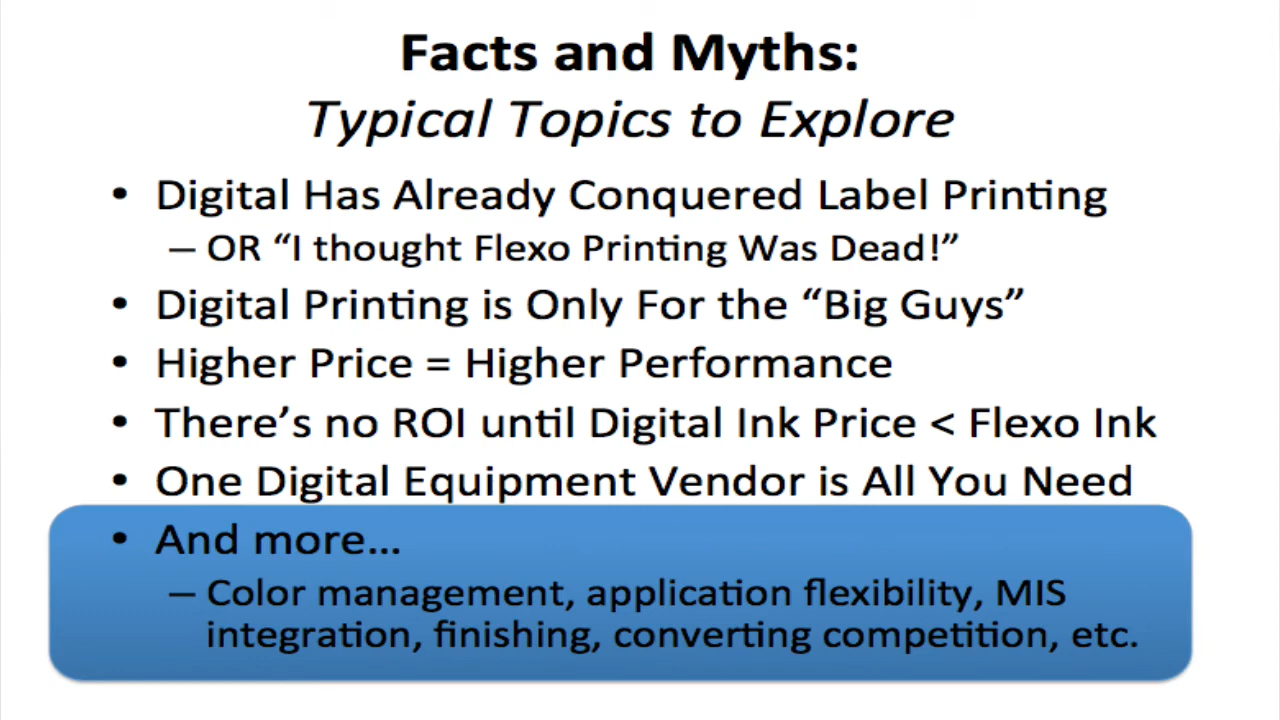 Facts and Myths:
Typical Topics to Explore
• Digital Has Already Conquered Label Printing
– OR “I thought Flexo Printing Was Dead!”
• Digital Printing is Only For the “Big Guys”
• Higher Price = Higher Performance
• There’s no ROI until Digital Ink Price < Flexo Ink
• One Digital Equipment Vendor is All You Need
• And more…
– Color management, application flexibility, MIS
integration, finishing, converting competition, etc.